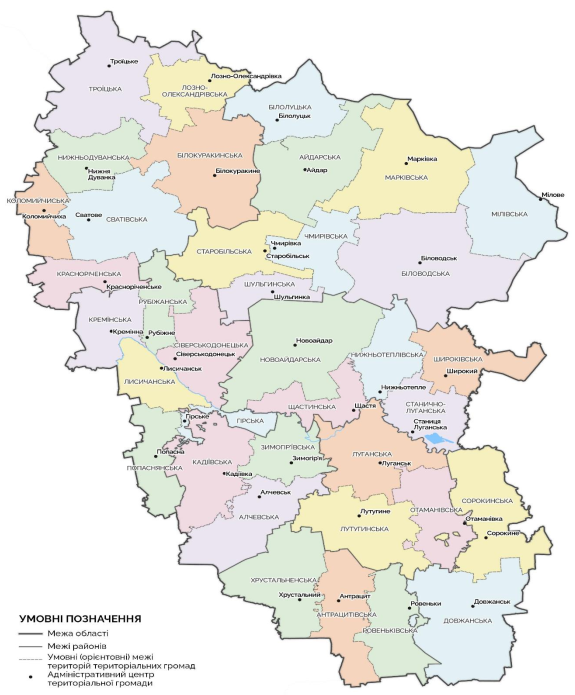 Троїцьке
ТРОЇЦЬКА
Лозно-Олександрівка
ЛОЗНО-
ОЛЕКСАНДРІВСЬКА
БІЛОЛУЦЬКА
Білолуцьк
НИЖНЬОДУВАНСЬКА
Нижня
Дуванка
БІЛОКУРАКИНСЬКА
Білокуракине
АЙДАРСЬКА
Айдар
Марківка
МАРКІВСЬКА
Мілове
МІЛІВСЬКА
КОЛОМИЙЧИСЬКА
Коломийчиха
Сватове
СВАТІВСЬКА
СТАРОБІЛЬСЬКА
Чмирівка
Старобільськ
ЧМИРІВСЬКА
Біловодськ
БІЛОВОДСЬКА
КРАСНОРІЧЕНСЬКА
Красноріченське
ШУЛЬГИНСЬКА
Шульгинка
РУБІЖАНСЬКА
КРЕМІНСЬКА
Кремінна
Рубіжне
СІВЕРСЬКОДОНЕЦЬКА
Сіверськодонецьк
Лисичанськ
ЛИСИЧАНСЬКА
Новоайдар
НОВОАЙДАРСЬКА
НИЖНЬОТЕПЛІВСЬКА
Нижньотепле
ШИРОКІВСЬКА
Широкий
СТАНИЧНО-
ЛУГАНСЬКА
Станиця
Луганська
ЩАСТИНСЬКА
Щастя
Гірське
ГІРСЬКА
Попасна
ПОПАСНЯНСЬКА
КАДІЇВСЬКА
Кадіївка
ЗИМОГІР'ЇВСЬКА
Зимогір'я
ЛУГАНСЬКА
Луганськ
Алчевськ
АЛЧЕВСЬКА
Лутугине
ЛУТУГИНСЬКА
ОТАМАНІВСЬКА
Отаманівка
СОРОКИНСЬКА
Сорокине
ХРУСТАЛЬНЕНСЬКА
Хрустальний
Антрацит
АНТРАЦИТІВСЬКА
Ровеньки
РОВЕНЬКІВСЬКА
Довжанськ
ДОВЖАНСЬКА
УМОВНІ ПОЗНАЧЕННЯ
Межа області
Межі районів
Умовні (орієнтовні) межі
територій територіальних громад
Адміністративний центр
територіальної громади